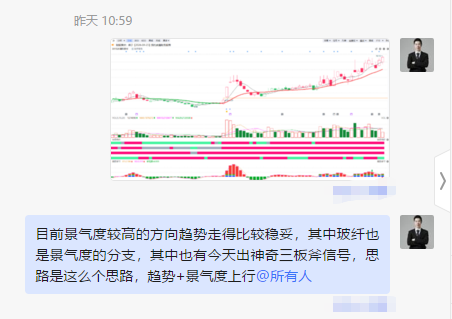 昨天 10:59
目前景气度较高的方向趋势走得比较稳妥，其中玻纤也
是景气度的分支，其中也有今天出神奇三板斧信号，思
路是这么个思路，趋势+景气度上行@所有人